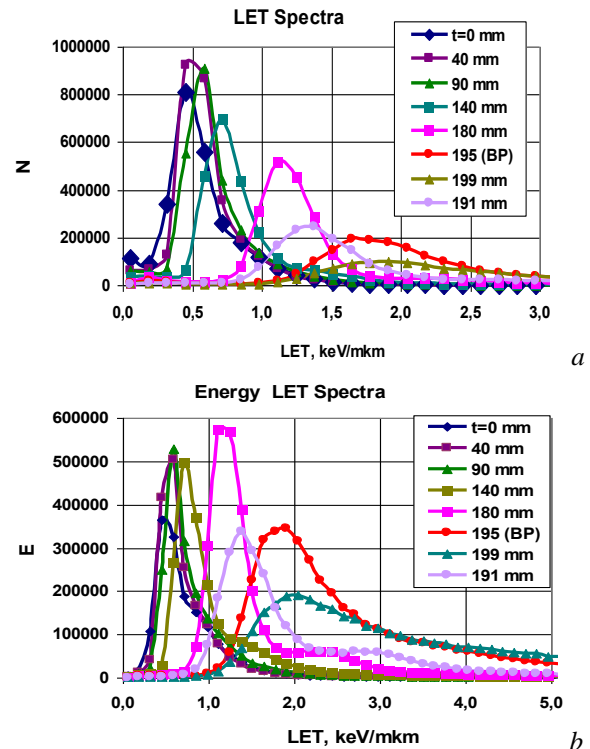 LET Spectra
1000000
800000
600000
400000
200000
0
N
0,0 0,5 1,0 1,5 2,0 2,5 3,0
LET, keV/mkm
t=0 mm
40 mm
90 mm
140 mm
180 mm
195 (BP)
199 mm
191 mm
a
Energy LET Spectra
600000
500000
400000
300000
200000
100000
0
E
0,0 1,0 2,0 3,0 4,0 5,0
LET, keV/mkm
t=0 mm
40 mm
90 mm
140 mm
180 mm
195 (BP)
199 mm
191 mm
b